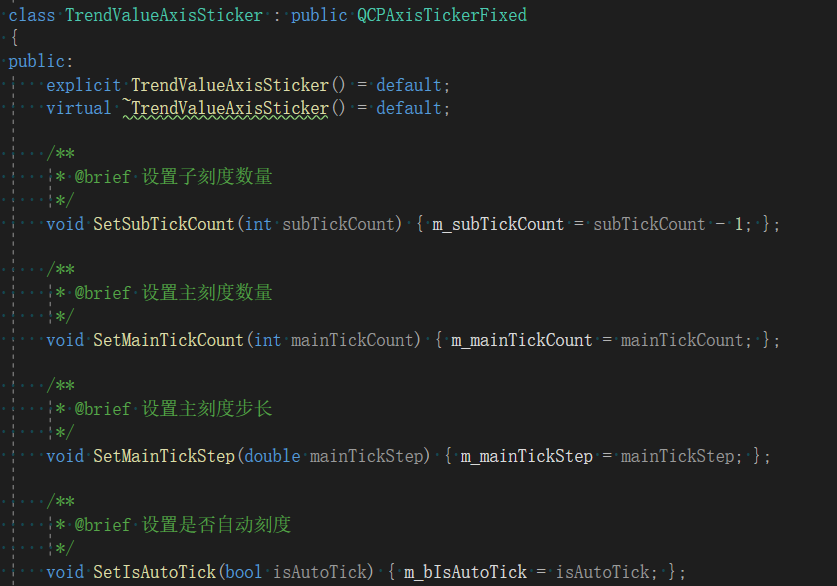 class TrendValueAxisSticker : public QCPAxisTickerFixed
{
public:
    explicit TrendValueAxisSticker() = default;
    virtual ~TrendValueAxisSticker() = default;

    /**
     * @brief 设置子刻度数量
     */
    void SetSubTickCount(int subTickCount) { m_subTickCount = subTickCount - 1; };

    /**
     * @brief 设置主刻度数量
     */
    void SetMainTickCount(int mainTickCount) { m_mainTickCount = mainTickCount; };

    /**
     * @brief 设置主刻度步长
     */
    void SetMainTickStep(double mainTickStep) { m_mainTickStep = mainTickStep; };

    /**
     * @brief 设置是否自动刻度
     */
    void SetIsAutoTick(bool isAutoTick) { m_bIsAutoTick = isAutoTick; };